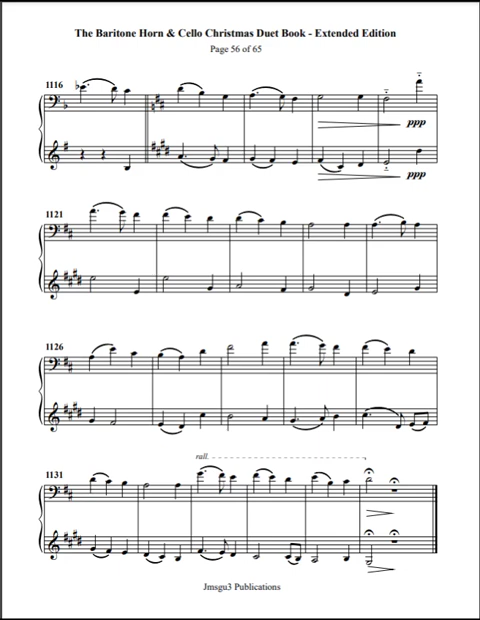 The Baritone Horn & Cello Christmas Duet Book - Extended Edition
Page 56 of 65
1116
ppp
ppp
1121
1126
1131
rall.
Jmsgu3 Publications